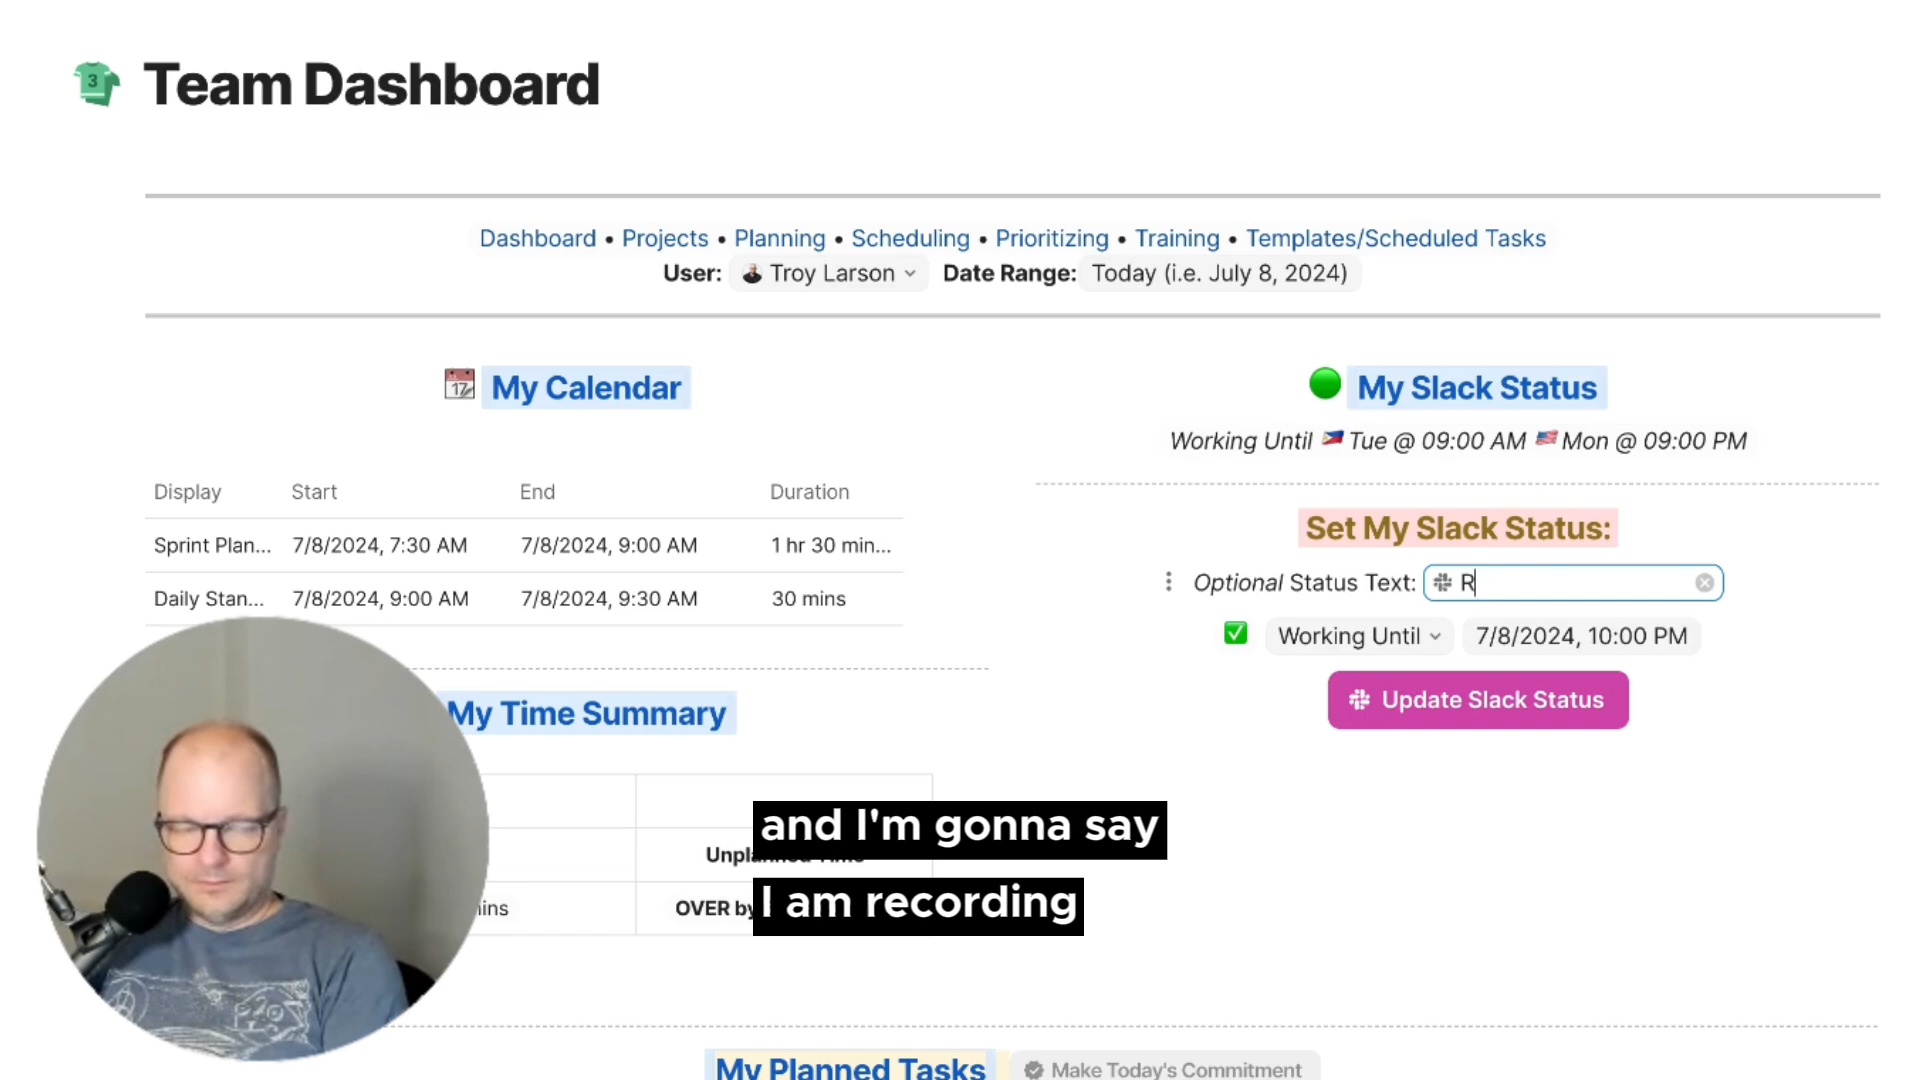 3 Team Dashboard
Dashboard • Projects • Planning • Scheduling • Prioritizing • Training • Templates/Scheduled Tasks
User: Troy Larson Date Range: Today (i.e. July 8, 2024)
My Calendar
Display Start End Duration
Sprint Plan... 7/8/2024, 7:30 AM 7/8/2024, 9:00 AM 1 hr 30 min...
Daily Stan... 7/8/2024, 9:00 AM 7/8/2024, 9:30 AM 30 mins
My Time Summary
OVER by
My Slack Status
Working Until Tue @ 09:00 AM Mon @ 09:00 PM
Set My Slack Status:
Optional Status Text: R
Working Until 7/8/2024, 10:00 PM
Update Slack Status
and I'm gonna say
I am recording
My Planned Tasks Make Today's Commitment